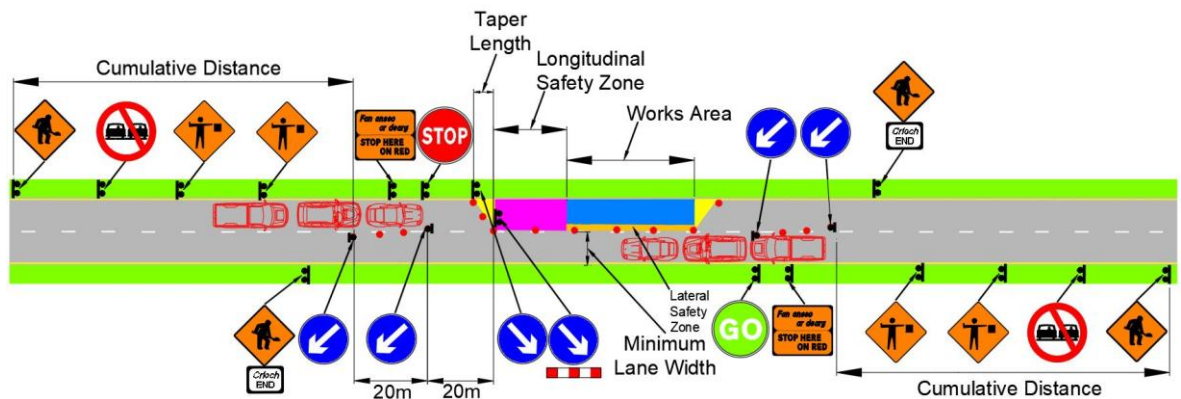 Taper
Length
Longitudinal
Safety Zone
Cumulative Distance
Works Area
Fan anseo
ar dearg
STOP HERE
ON RED
STOP
Críoch
END
Críoch
END
20m
20m
Lateral
Safety
Zone
Minimum
Lane Width
GO
Fan anseo
ar dearg
STOP HERE
ON RED
Cumulative Distance